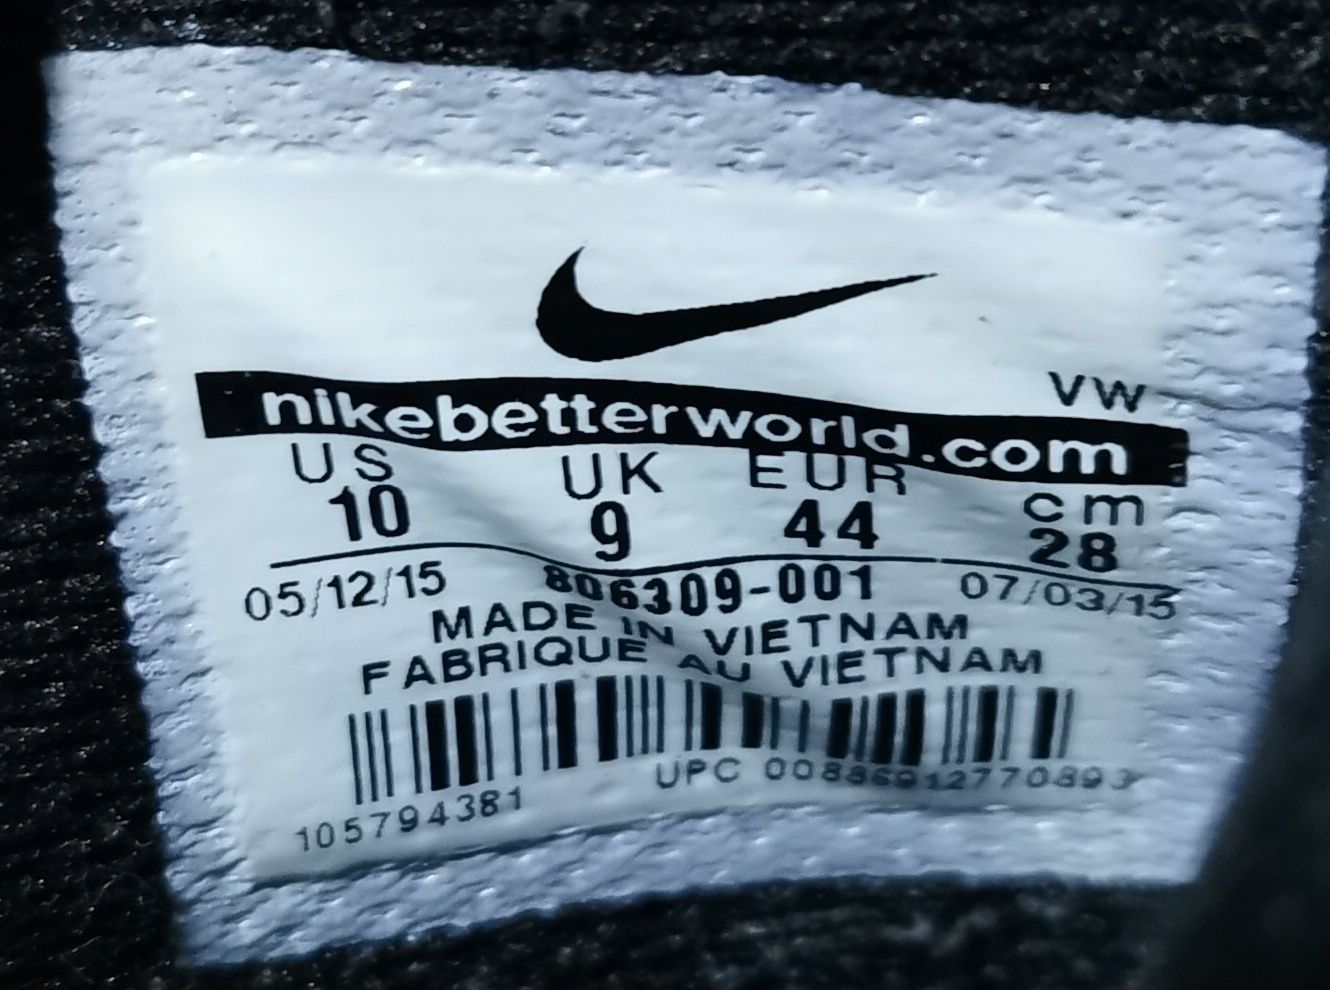 VW
nikebetterworld.com
US UK EUR cm
10 9 44 28
05/12/15 806309-001 07/03/15
MADE IN VIETNAM
FABRIQUE AU VIETNAM
UPC 00886912770893
105794381